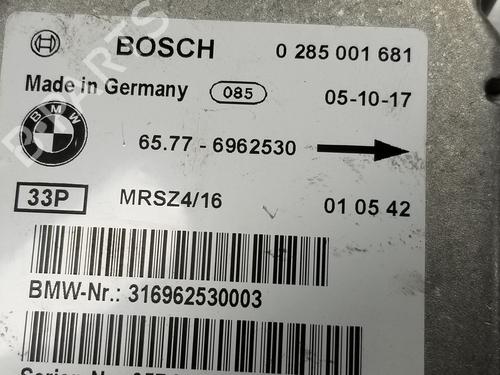 BOSCH 0 285 001 681
Made in Germany 085 05-10-17
BMW
65.77 - 6962530
33P MRSZ4/16 01 05 42
BMW-Nr.: 316962530003